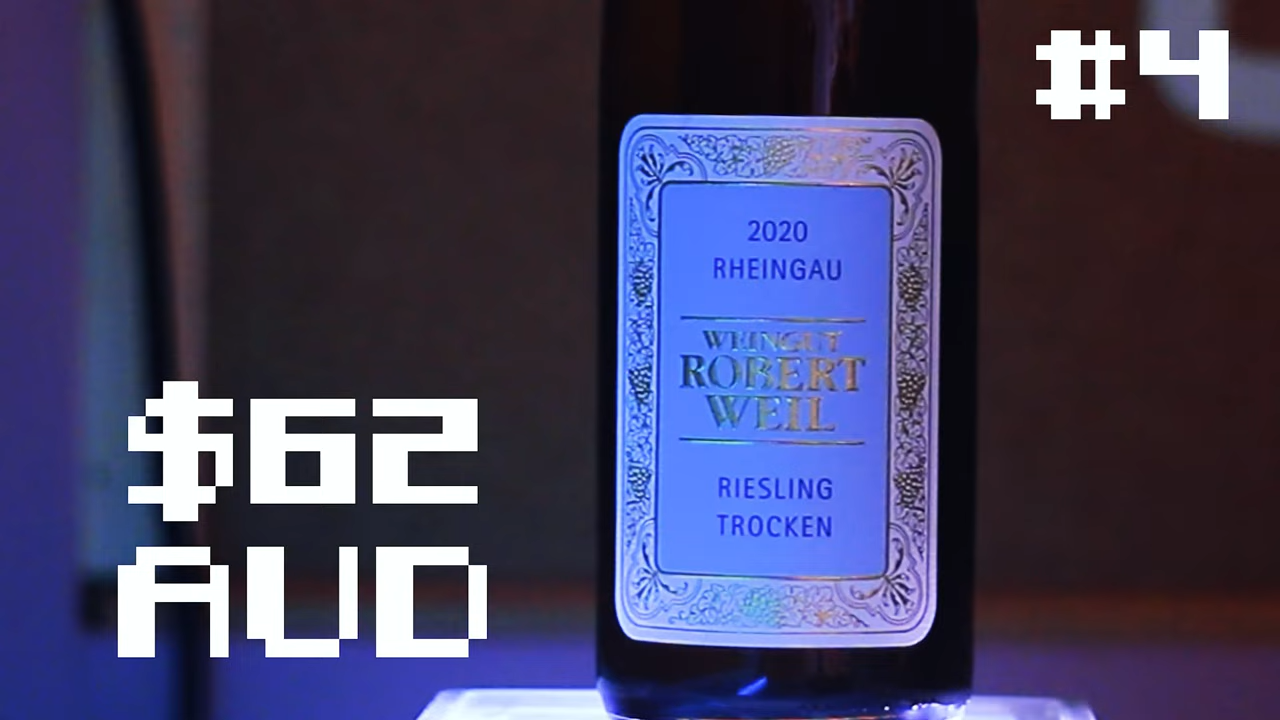 #4
2020
RHEINGAU
WEINGUT
ROBERT
WEIL
RIESLING
TROCKEN
$62
AUD